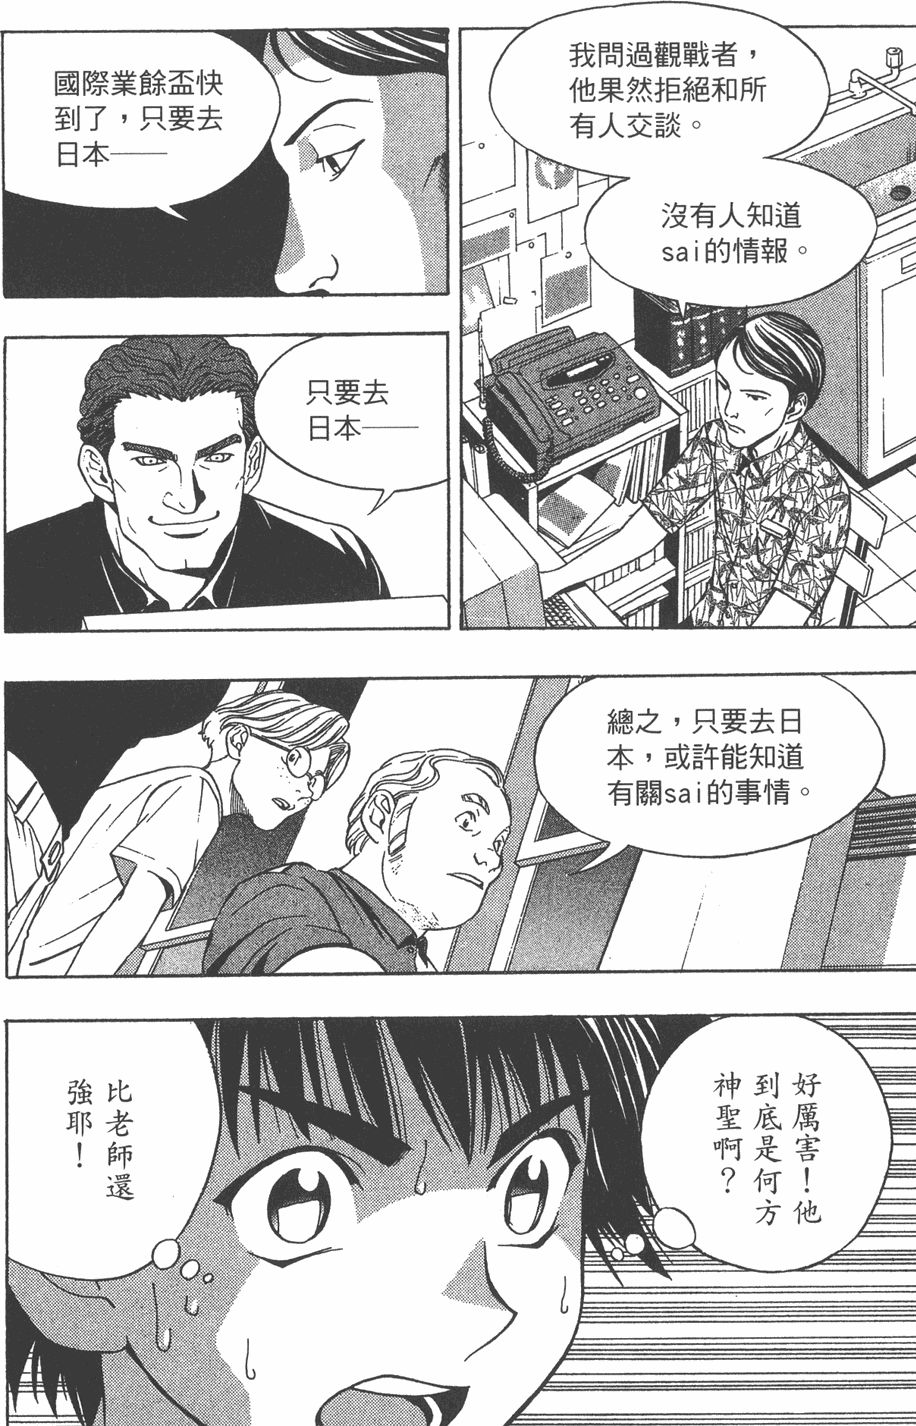 我問過觀戰者，
他果然拒絕和所
有人交談。
沒有人知道
sai的情報。
國際業餘盃快
到了，只要去
日本——
只要去
日本——
總之，只要去日
本，或許能知道
有關sai的事情。
好厲害！他
到底是何方
神聖啊？
比老師還
強耶！